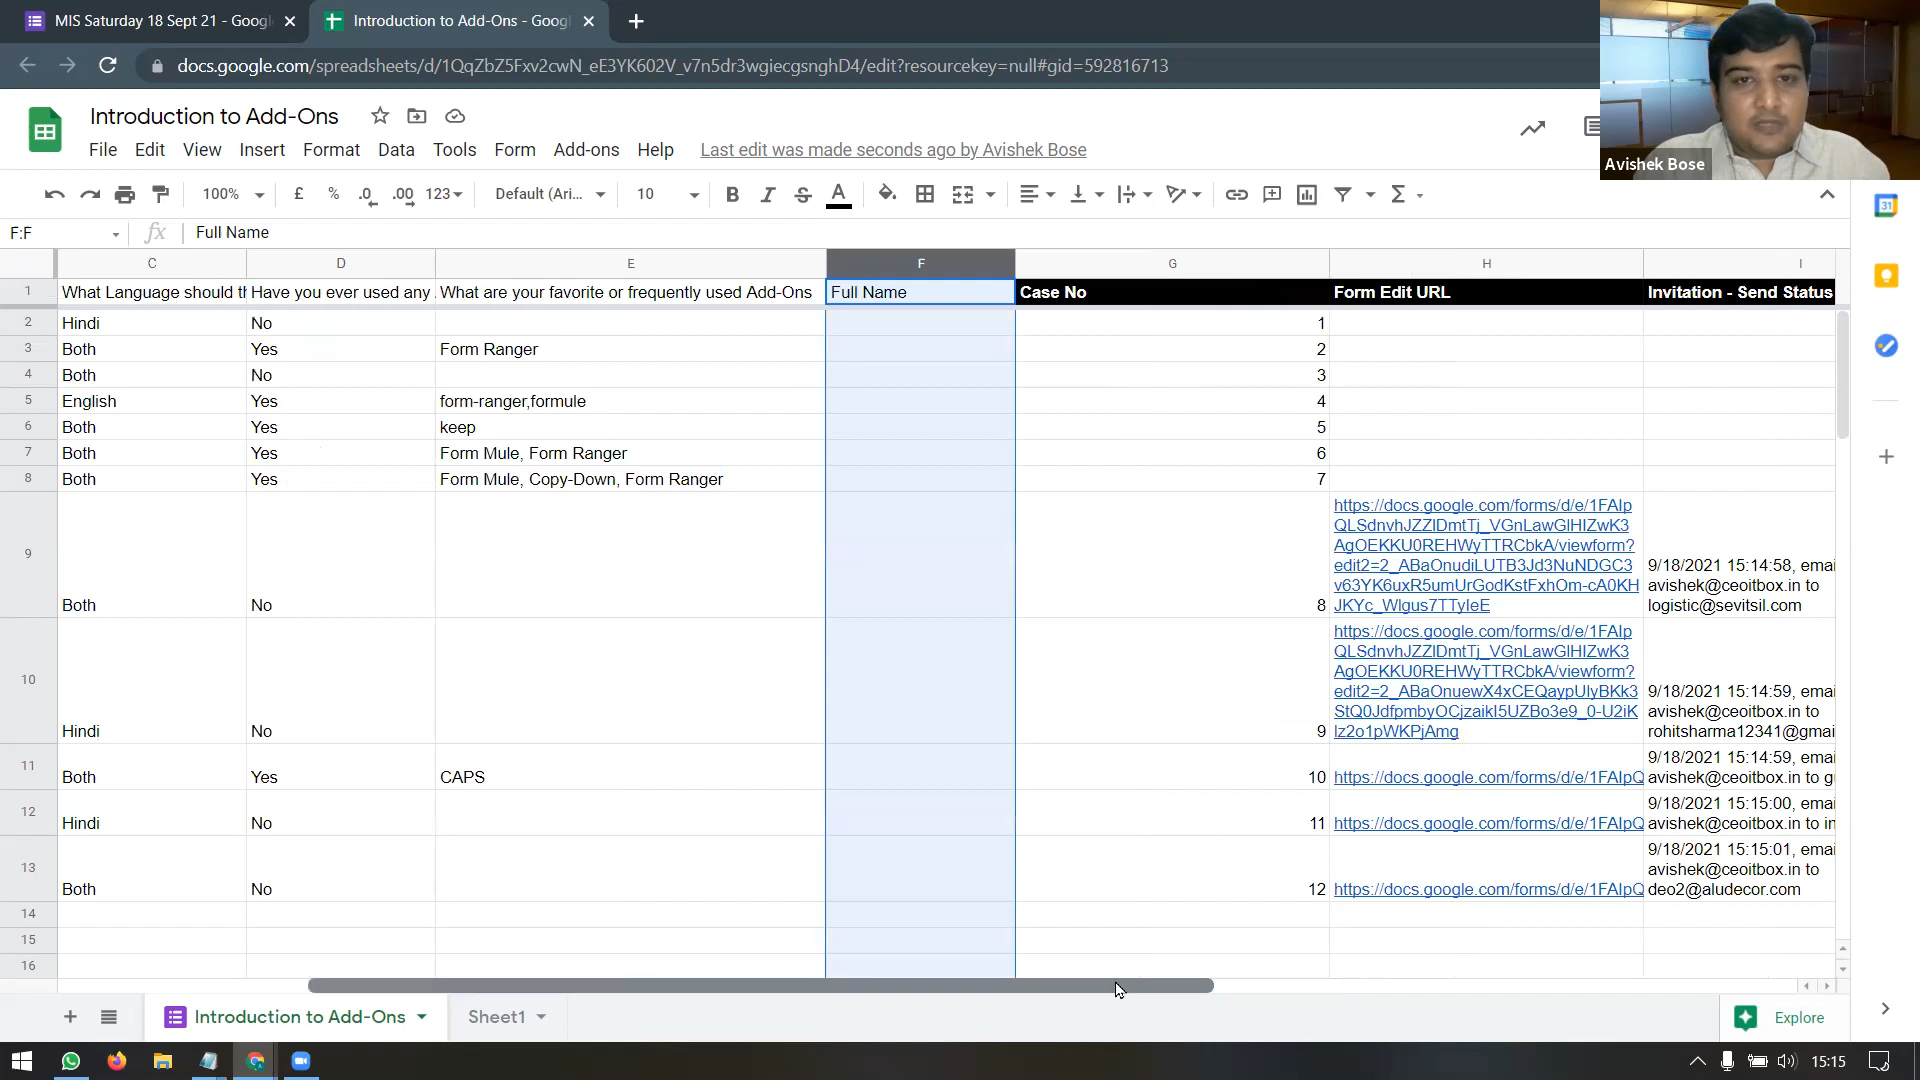 MIS Saturday 18 Sept 21 - Googl
Introduction to Add-Ons - Googl
docs.google.com/spreadsheets/d/1QqZbZ5Fxv2cwN_eE3YK602V_v7n5dr3wgiecgsnghD4/edit?resourcekey=null#gid=592816713
Introduction to Add-Ons
File Edit View Insert Format Data Tools Form Add-ons Help Last edit was made seconds ago by Avishek Bose
Avishek Bose
100% £ % .0 .00 123 Default (Ari... 10 B I S A Σ
F:F fx Full Name
C D E F G H I
1 What Language should th Have you ever used any What are your favorite or frequently used Add-Ons Full Name Case No Form Edit URL Invitation - Send Status
2 Hindi No 1
3 Both Yes Form Ranger 2
4 Both No 3
5 English Yes form-ranger,formule 4
6 Both Yes keep 5
7 Both Yes Form Mule, Form Ranger 6
8 Both Yes Form Mule, Copy-Down, Form Ranger 7
https://docs.google.com/forms/d/e/1FAIp
QLSdnvhJZZlDmtTj_VGnLawGlHIZwK3
9 AgOEKKU0REHWyTTRCbkA/viewform?
edit2=2_ABaOnudiLUTB3Jd3NuNDGC3 9/18/2021 15:14:58, emai
v63YK6uxR5umUrGodKstFxhOm-cA0KH avishek@ceoitbox.in to
Both No 8 JKYc_Wlgus7TTyIeE logistic@sevitsil.com
https://docs.google.com/forms/d/e/1FAIp
QLSdnvhJZZlDmtTj_VGnLawGlHIZwK3
10 AgOEKKU0REHWyTTRCbkA/viewform?
edit2=2_ABaOnuewX4xCEQaypUlyBKk3 9/18/2021 15:14:59, emai
StQ0JdfpmbyOCjzaikI5UZBo3e9_0-U2iK avishek@ceoitbox.in to
Hindi No 9 lz2o1pWKPjAmg rohitsharma12341@gmai
11 9/18/2021 15:14:59, emai
Both Yes CAPS 10 https://docs.google.com/forms/d/e/1FAIpQ avishek@ceoitbox.in to g
12 9/18/2021 15:15:00, emai
Hindi No 11 https://docs.google.com/forms/d/e/1FAIpQ avishek@ceoitbox.in to in
9/18/2021 15:15:01, emai
13 avishek@ceoitbox.in to
Both No 12 https://docs.google.com/forms/d/e/1FAIpQ deo2@aludecor.com
14
15
16
Introduction to Add-Ons Sheet1 Explore
15:15